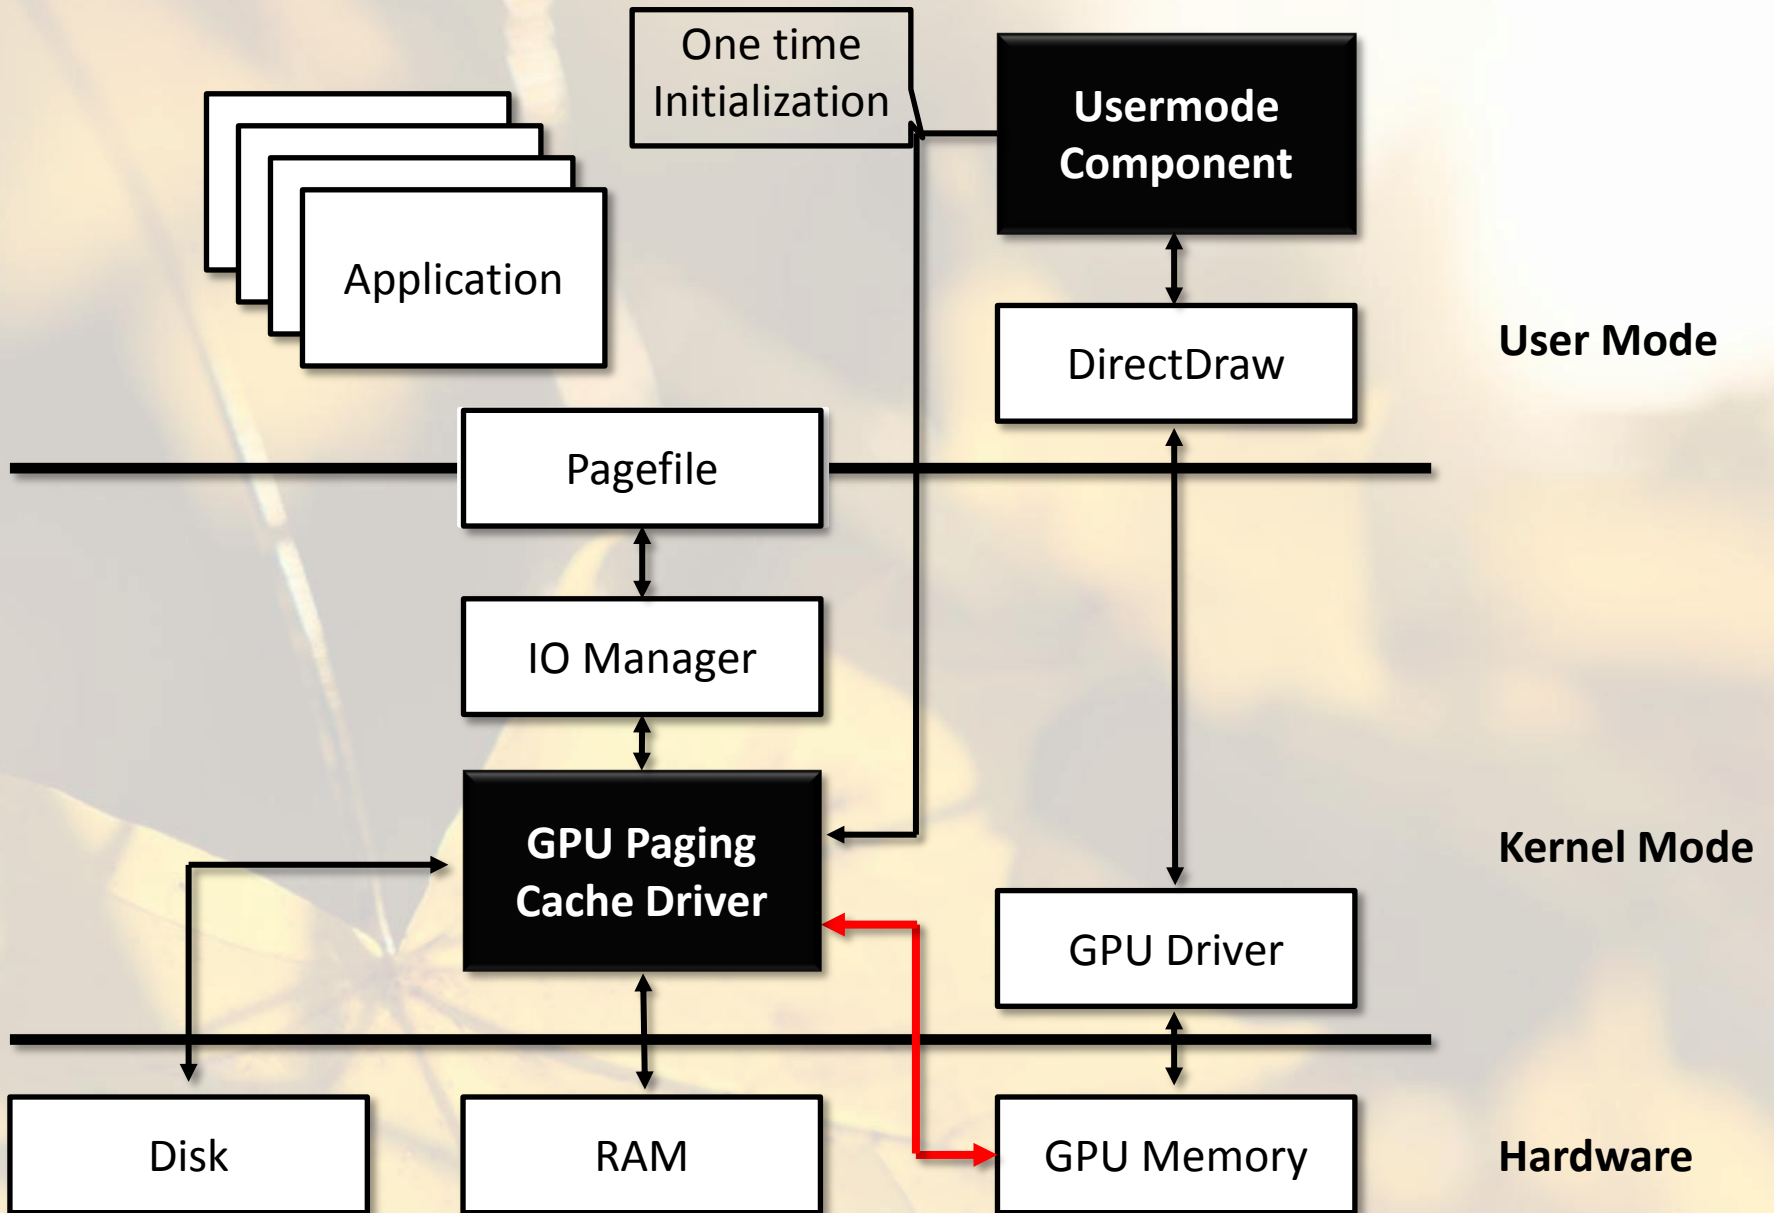 One time
Initialization
Usermode
Component
Application
DirectDraw
User Mode
Pagefile
IO Manager
GPU Paging
Cache Driver
Kernel Mode
GPU Driver
Disk
RAM
GPU Memory
Hardware